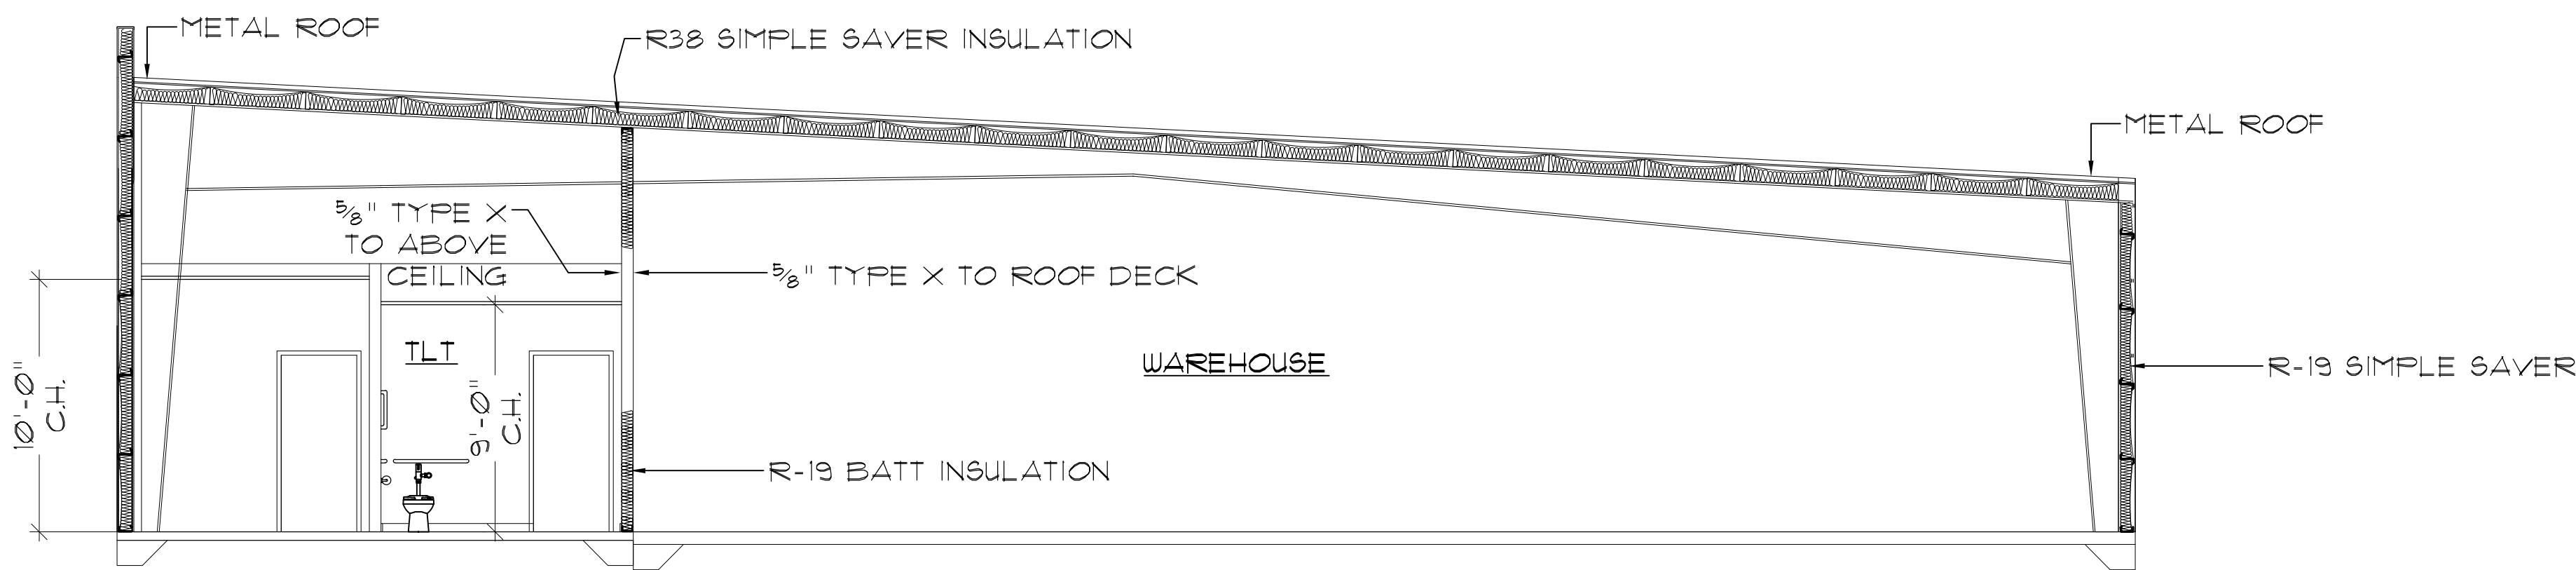 METAL ROOF
R38 SIMPLE SAVER INSULATION
METAL ROOF
5/8" TYPE X
TO ABOVE
CEILING
5/8" TYPE X TO ROOF DECK
TLT
WAREHOUSE
R-19 SIMPLE SAVER
10'-0"
C.H.
9'-0"
C.H.
R-19 BATT INSULATION